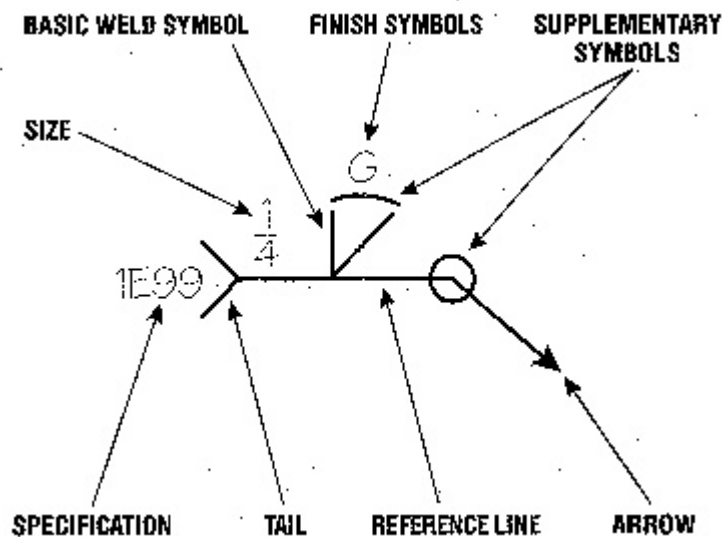 BASIC WELD SYMBOL
FINISH SYMBOLS
SUPPLEMENTARY
SYMBOLS
SIZE
G
1
4
1E99
SPECIFICATION
TAIL
REFERENCE LINE
ARROW